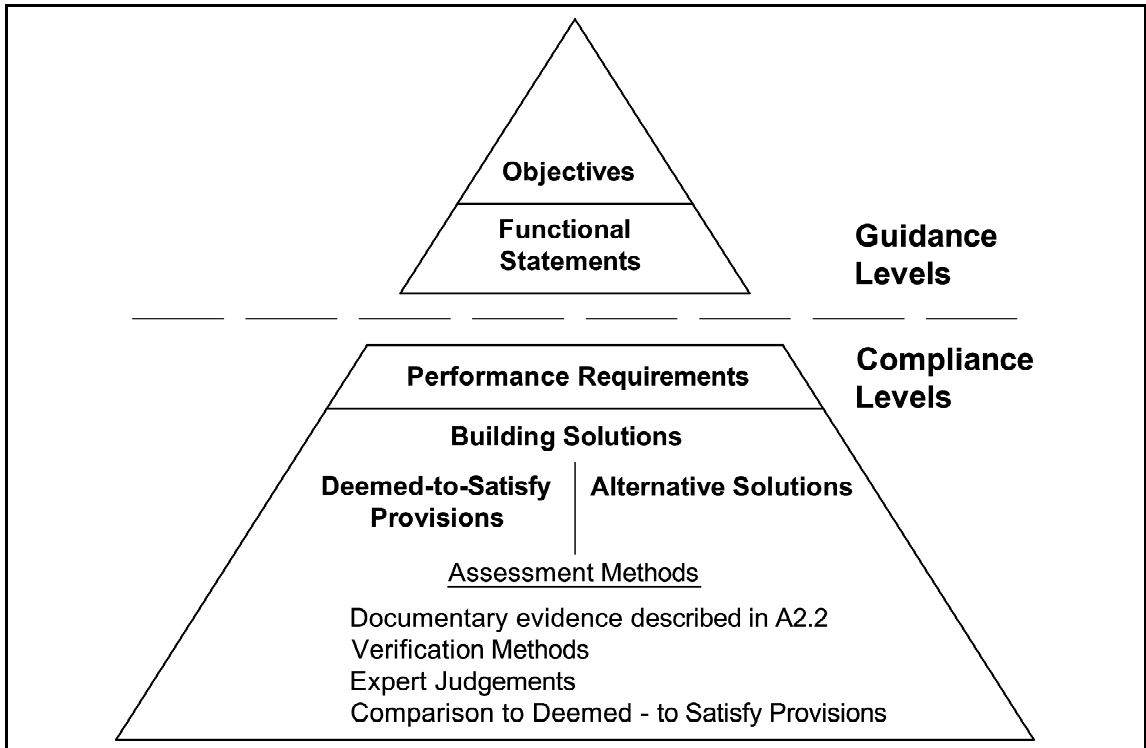 Objectives
Functional
Statements
Guidance
Levels
Compliance
Levels
Performance Requirements
Building Solutions
Deemed-to-Satisfy
Provisions
Alternative Solutions
Assessment Methods
Documentary evidence described in A2.2
Verification Methods
Expert Judgements
Comparison to Deemed - to Satisfy Provisions